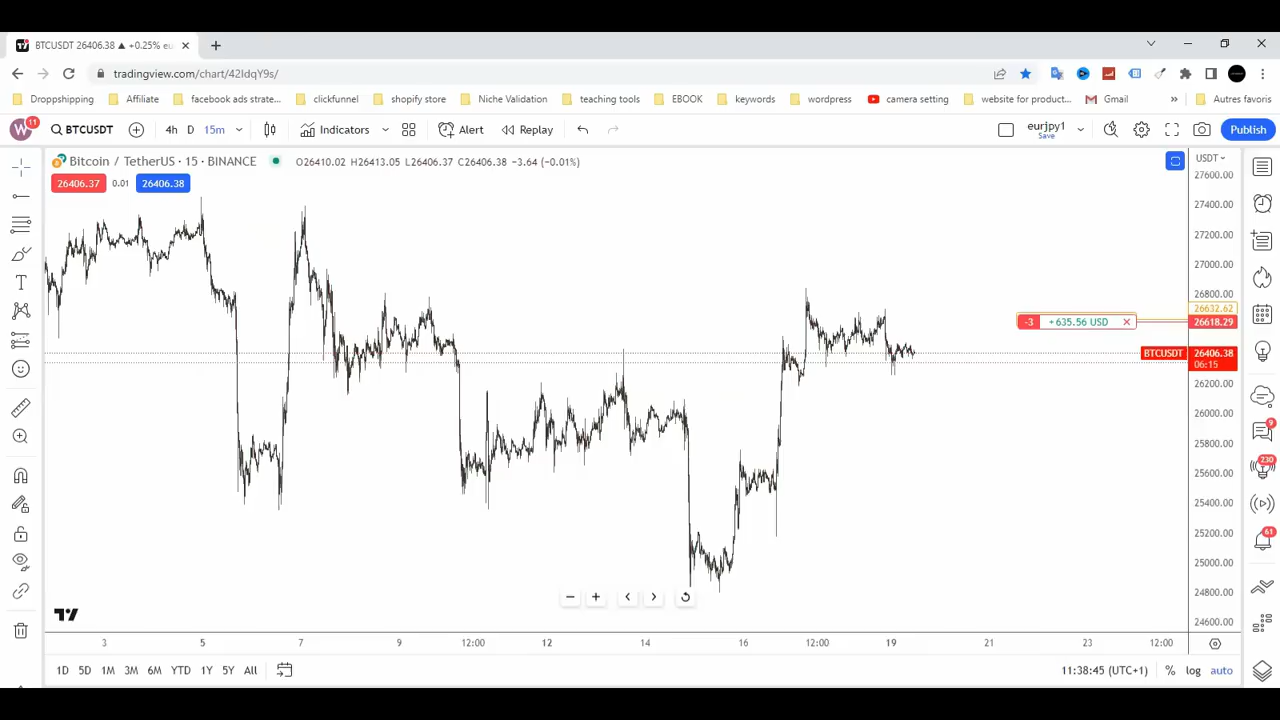 BTCUSDT 26406.38 ▲ +0.25% eu
tradingview.com/chart/42IdqY9s/
Droppshipping Affiliate facebook ads strate... clickfunnel shopify store Niche Validation teaching tools EBOOK keywords wordpress camera setting website for product... Gmail » Autres favoris
W 11 BTCUSDT 4h D 15m Indicators Alert Replay eurjpy1 Save Publish
Bitcoin / TetherUS · 15 · BINANCE O26410.02 H26413.05 L26406.37 C26406.38 −3.64 (−0.01%) USDT
26406.37 0.01 26406.38
27600.00
27400.00
27200.00
27000.00
26800.00
26632.62
-3 +635.56 USD × 26618.29
BTCUSDT 26406.38
06:15
26200.00
26000.00
9
25800.00
25600.00
230
25400.00
25200.00
61
25000.00
24800.00
24600.00
3 5 7 9 12:00 12 14 16 12:00 19 21 23 12:00
1D 5D 1M 3M 6M YTD 1Y 5Y All 11:38:45 (UTC+1) % log auto